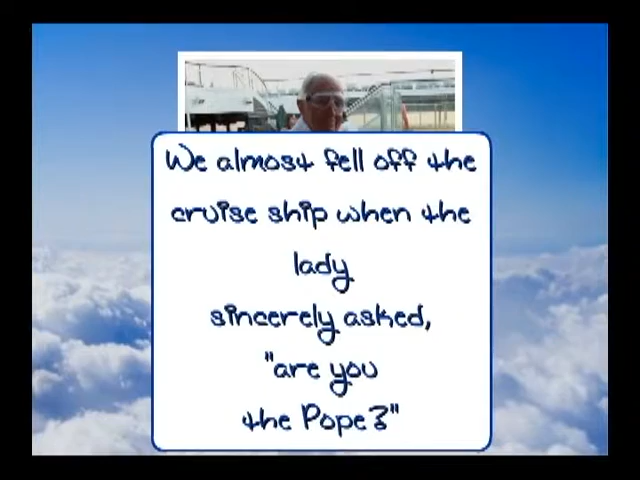 We almost fell off the
cruise ship when the
lady
sincerely asked,
"are you
the Pope?"